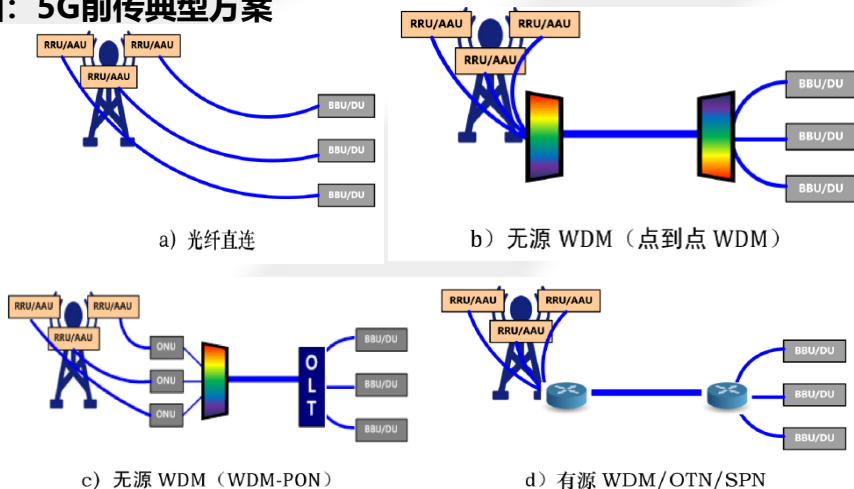 ：5G前传典型方案
RRU/AAU
RRU/AAU
RRU/AAU
BBU/DU
BBU/DU
BBU/DU
a）光纤直连
RRU/AAU
RRU/AAU
RRU/AAU
BBU/DU
BBU/DU
BBU/DU
b）无源 WDM（点到点 WDM）
RRU/AAU
RRU/AAU
RRU/AAU
ONU
ONU
ONU
OLT
BBU/DU
BBU/DU
BBU/DU
c）无源 WDM（WDM-PON）
RRU/AAU
RRU/AAU
RRU/AAU
BBU/DU
BBU/DU
BBU/DU
d）有源 WDM/OTN/SPN